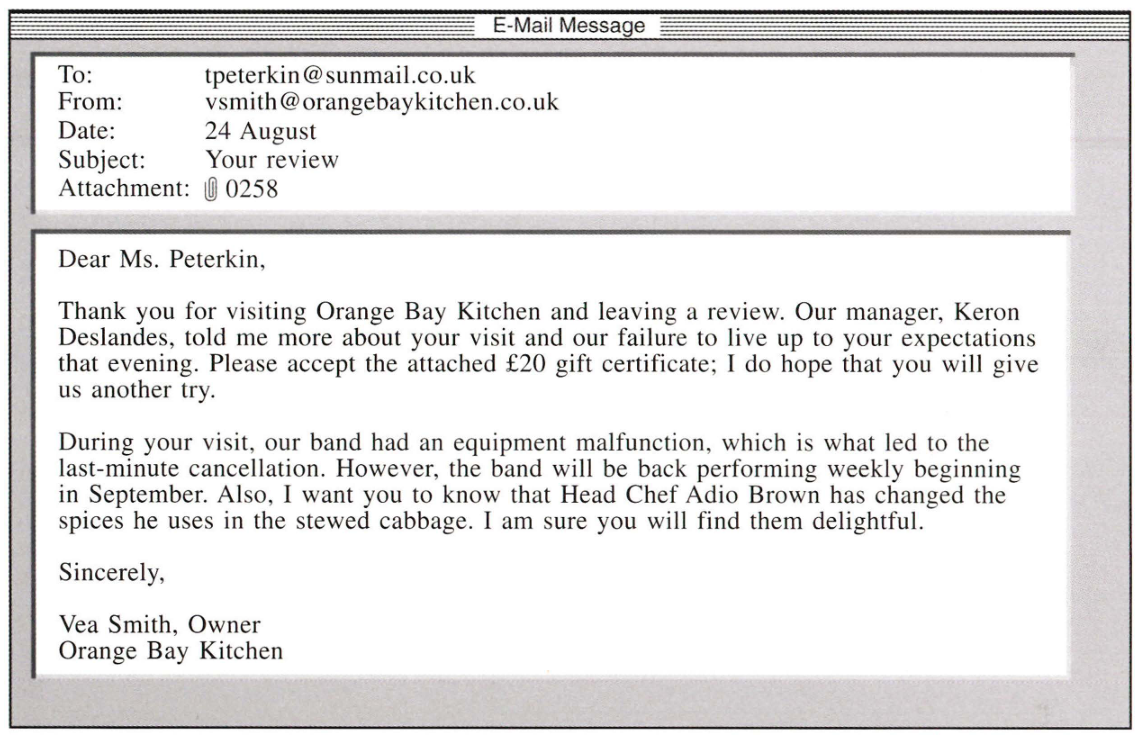 E-Mail Message
To: tpeterkin@sunmail.co.uk
From: vsmith@orangebaykitchen.co.uk
Date: 24 August
Subject: Your review
Attachment: 0258
Dear Ms. Peterkin,
Thank you for visiting Orange Bay Kitchen and leaving a review. Our manager, Keron
Deslandes, told me more about your visit and our failure to live up to your expectations
that evening. Please accept the attached £20 gift certificate; I do hope that you will give
us another try.
During your visit, our band had an equipment malfunction, which is what led to the
last-minute cancellation. However, the band will be back performing weekly beginning
in September. Also, I want you to know that Head Chef Adio Brown has changed the
spices he uses in the stewed cabbage. I am sure you will find them delightful.
Sincerely,
Vea Smith, Owner
Orange Bay Kitchen